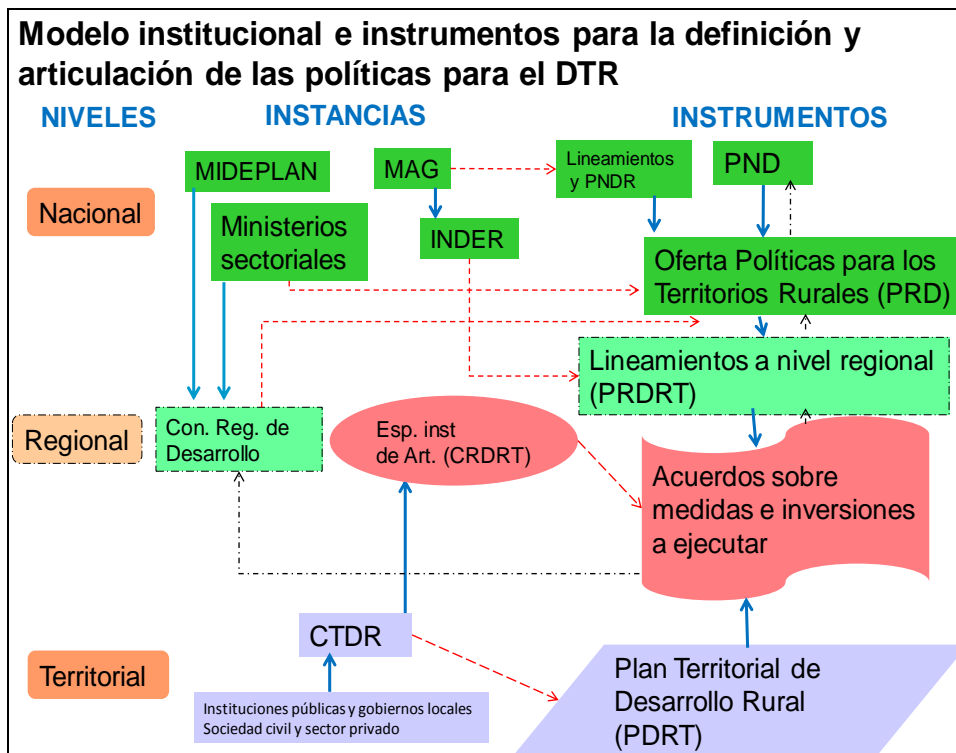 Modelo institucional e instrumentos para la definición y
articulación de las políticas para el DTR
NIVELES
INSTANCIAS
INSTRUMENTOS
Nacional
MIDEPLAN
MAG
Lineamientos
y PNDR
PND
Ministerios
sectoriales
INDER
Oferta Políticas para los
Territorios Rurales (PRD)
Lineamientos a nivel regional
(PRDRT)
Regional
Con. Reg. de
Desarrollo
Esp. inst
de Art. (CRDRT)
Acuerdos sobre
medidas e inversiones
a ejecutar
Territorial
CTDR
Instituciones públicas y gobiernos locales
Sociedad civil y sector privado
Plan Territorial de
Desarrollo Rural
(PDRT)